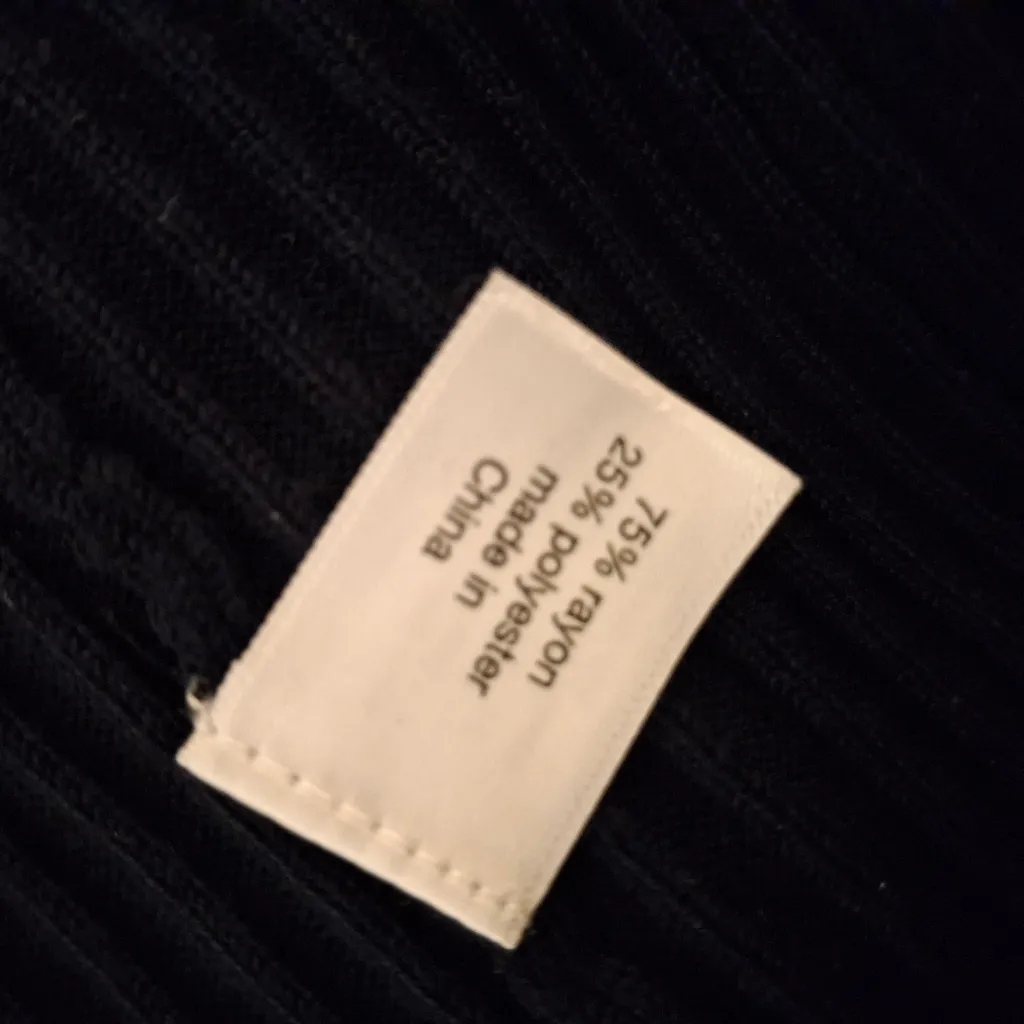 75% rayon
25% polyester
made in
China